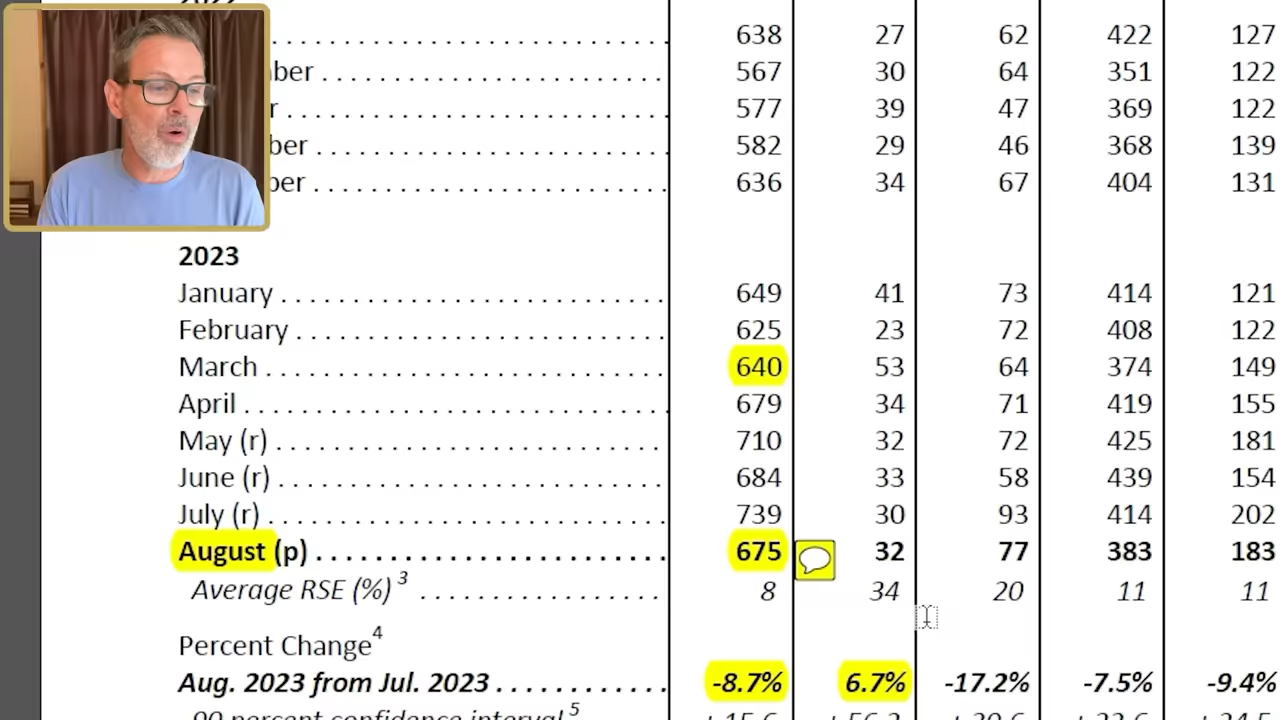 2022
. . . . . . . . . . . . . . . . . . . . . . . . . . . . . . . . . 638 27 62 422 127
ber . . . . . . . . . . . . . . . . . . . . . . . . . . . . . 567 30 64 351 122
r . . . . . . . . . . . . . . . . . . . . . . . . . . . . . 577 39 47 369 122
ber . . . . . . . . . . . . . . . . . . . . . . . . . . . . . 582 29 46 368 139
ber . . . . . . . . . . . . . . . . . . . . . . . . . . . . . 636 34 67 404 131
2023
January . . . . . . . . . . . . . . . . . . . . . . . . . . . . . . . . 649 41 73 414 121
February . . . . . . . . . . . . . . . . . . . . . . . . . . . . . . . 625 23 72 408 122
March . . . . . . . . . . . . . . . . . . . . . . . . . . . . . . . . . 640 53 64 374 149
April . . . . . . . . . . . . . . . . . . . . . . . . . . . . . . . . . . . 679 34 71 419 155
May (r) . . . . . . . . . . . . . . . . . . . . . . . . . . . . . . . . 710 32 72 425 181
June (r) . . . . . . . . . . . . . . . . . . . . . . . . . . . . . . . . 684 33 58 439 154
July (r) . . . . . . . . . . . . . . . . . . . . . . . . . . . . . . . . . 739 30 93 414 202
August (p) . . . . . . . . . . . . . . . . . . . . . . . . . . . . . 675 32 77 383 183
Average RSE (%) 3 . . . . . . . . . . . . . . . . . . . . 8 34 20 11 11
Percent Change4
Aug. 2023 from Jul. 2023 . . . . . . . . . . . . . . -8.7% 6.7% -17.2% -7.5% -9.4%
90 percent confidence interval5